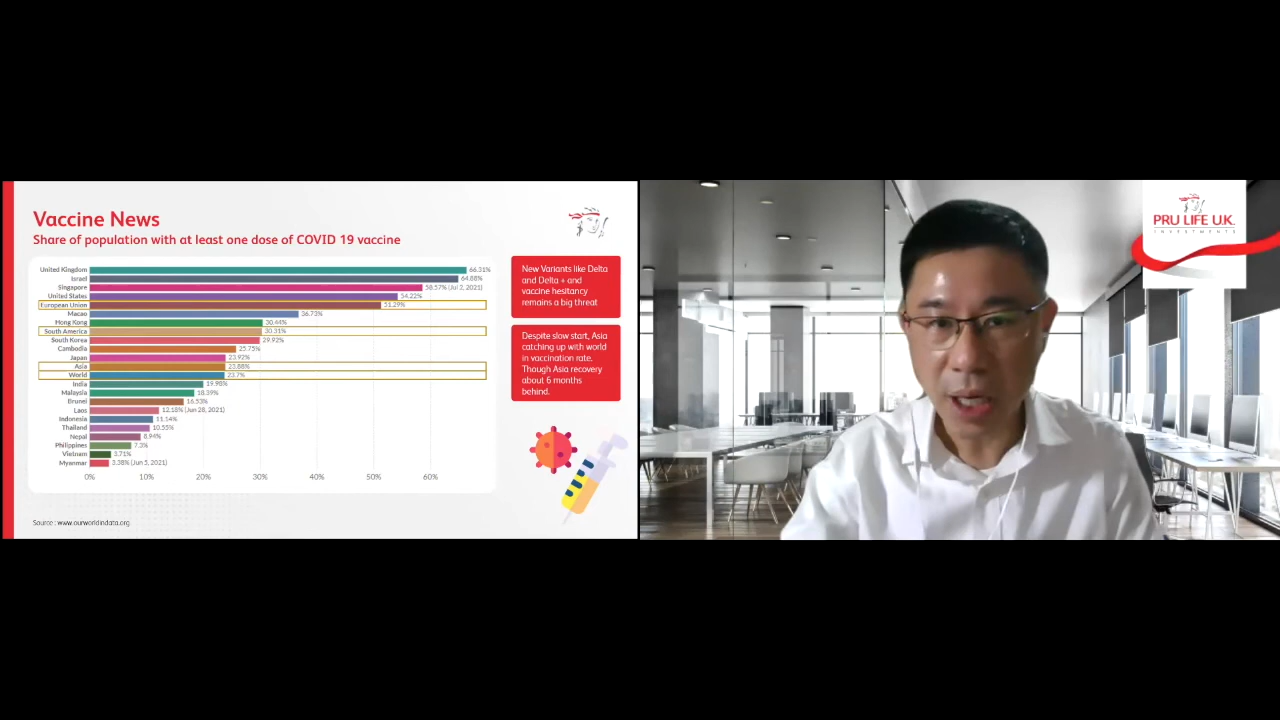 Vaccine News
Share of population with at least one dose of COVID 19 vaccine
United Kingdom 66.31%
Israel 64.88%
Singapore 58.57% (Jul 2, 2021)
United States 54.22%
European Union 51.29%
Macao 36.73%
Hong Kong 30.44%
South America 30.31%
South Korea 29.92%
Cambodia 25.75%
Japan 23.92%
Asia 23.88%
World 23.7%
India 19.98%
Malaysia 18.39%
Brunei 16.53%
Laos 12.18% (Jun 28, 2021)
Indonesia 11.14%
Thailand 10.55%
Nepal 8.94%
Philippines 7.3%
Vietnam 3.71%
Myanmar 3.38% (Jun 5, 2021)
0% 10% 20% 30% 40% 50% 60%
New Variants like Delta
and Delta + and
vaccine hesitancy
remains a big threat
Despite slow start, Asia
catching up with world
in vaccination rate.
Though Asia recovery
about 6 months
behind.
Source : www.ourworldindata.org
PRU LIFE U.K.
INVESTMENTS